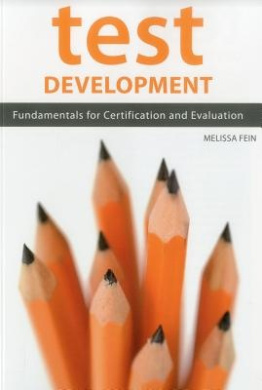 test
DEVELOPMENT
Fundamentals for Certification and Evaluation
MELISSA FEIN